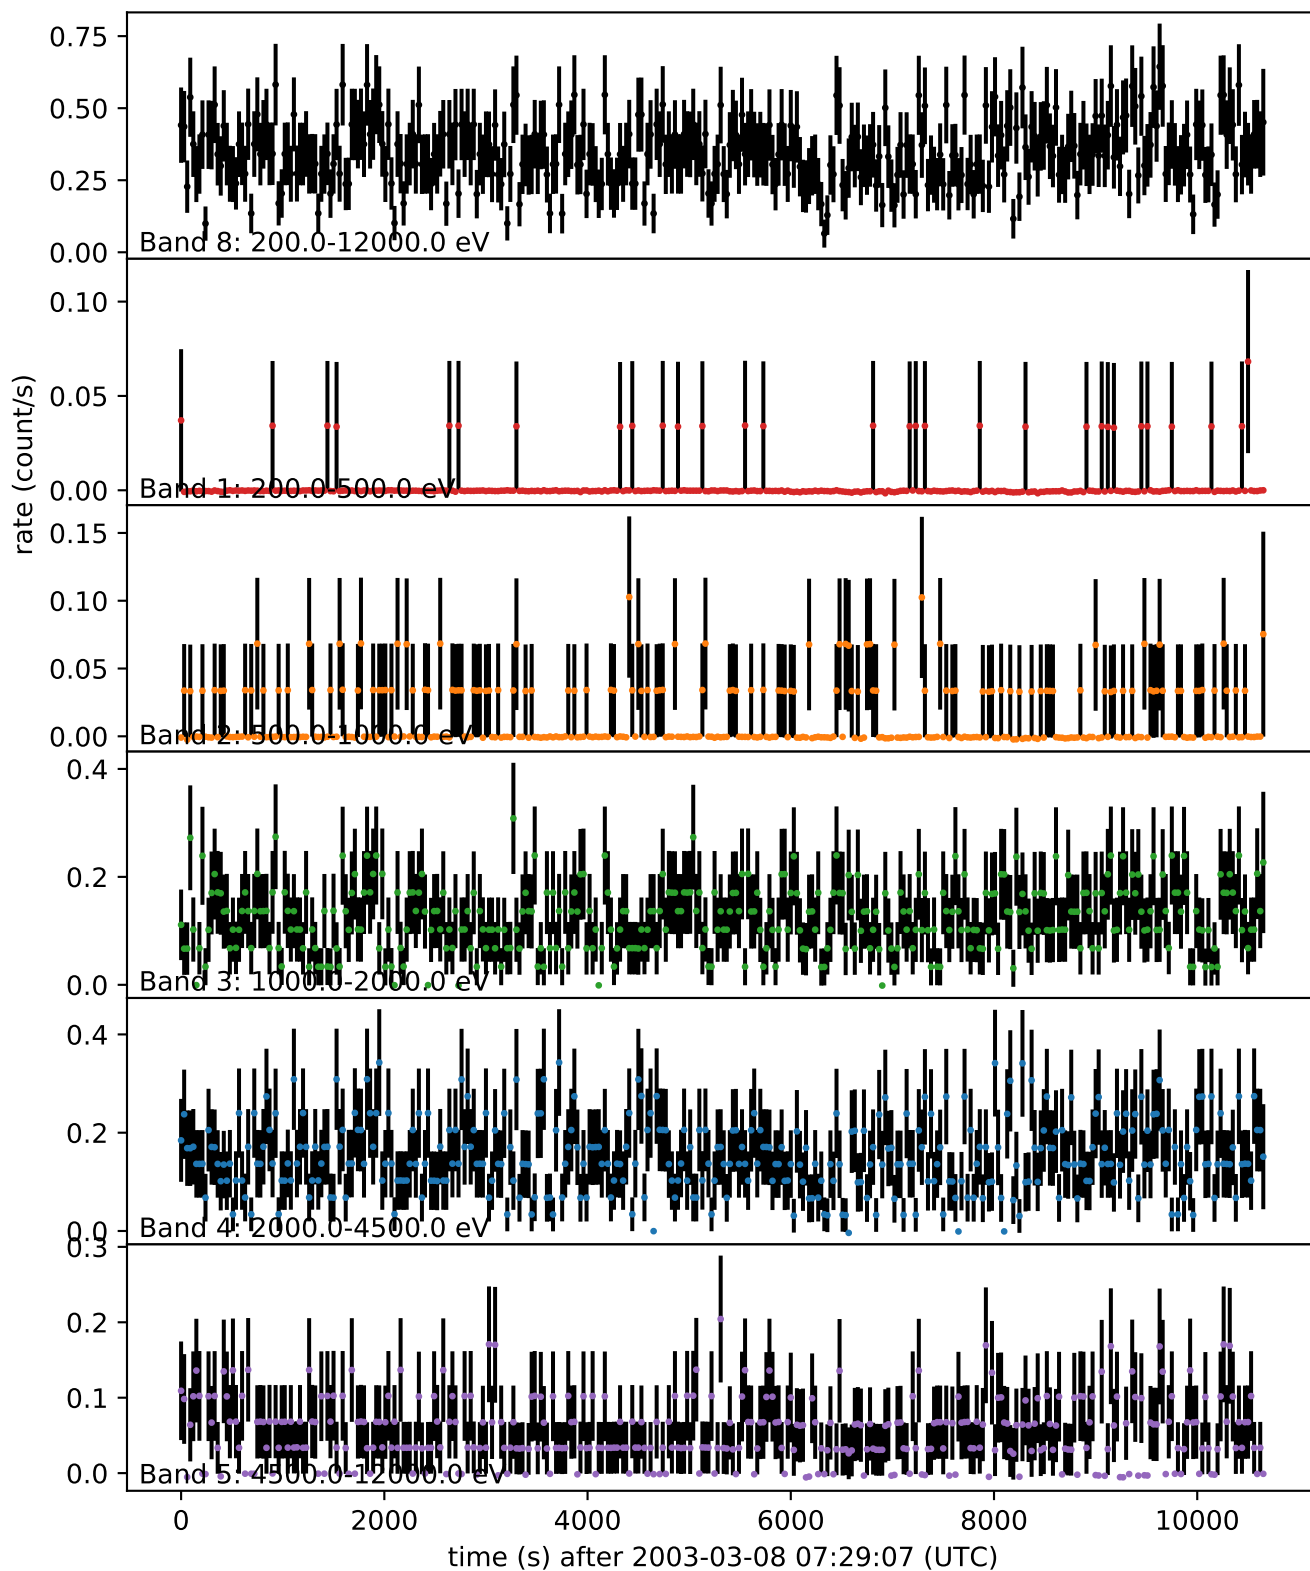 0.75
0.50
0.25
0.00
Band 8: 200.0-12000.0 eV
0.10
0.05
0.00
Band 1: 200.0-500.0 eV
rate (count/s)
0.15
0.10
0.05
0.00
Band 2: 500.0-1000.0 eV
0.4
0.2
0.0
Band 3: 1000.0-2000.0 eV
0.4
0.2
0.0
Band 4: 2000.0-4500.0 eV
0.3
0.2
0.1
0.0
Band 5: 4500.0-12000.0 eV
0 2000 4000 6000 8000 10000
time (s) after 2003-03-08 07:29:07 (UTC)